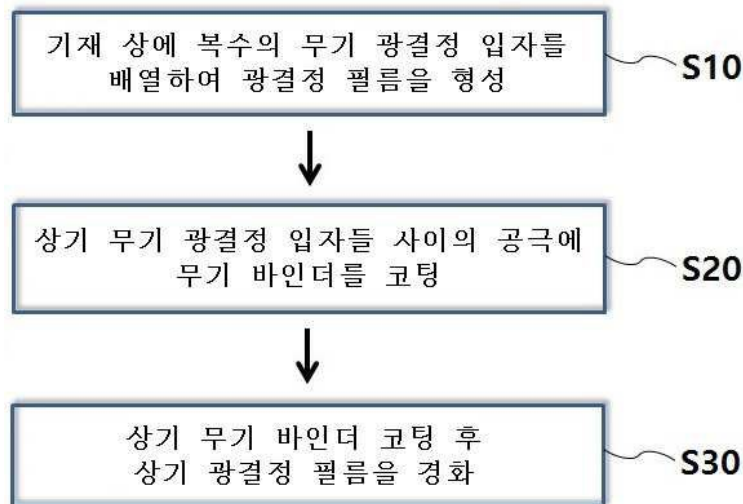 기재 상에 복수의 무기 광결정 입자를
배열하여 광결정 필름을 형성
S10
상기 무기 광결정 입자들 사이의 공극에
무기 바인더를 코팅
S20
상기 무기 바인더 코팅 후
상기 광결정 필름을 경화
S30